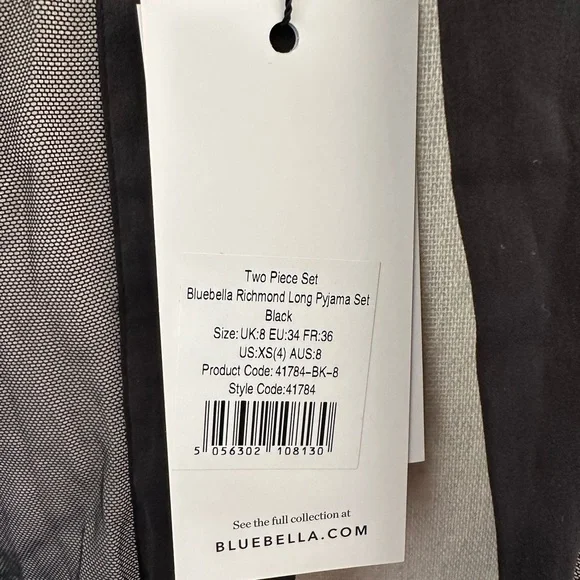 Two Piece Set
Bluebella Richmond Long Pyjama Set
Black
Size: UK:8 EU:34 FR:36
US:XS(4) AUS:8
Product Code: 41784-BK-8
Style Code:41784
5 056302 108130
See the full collection at
BLUEBELLA.COM